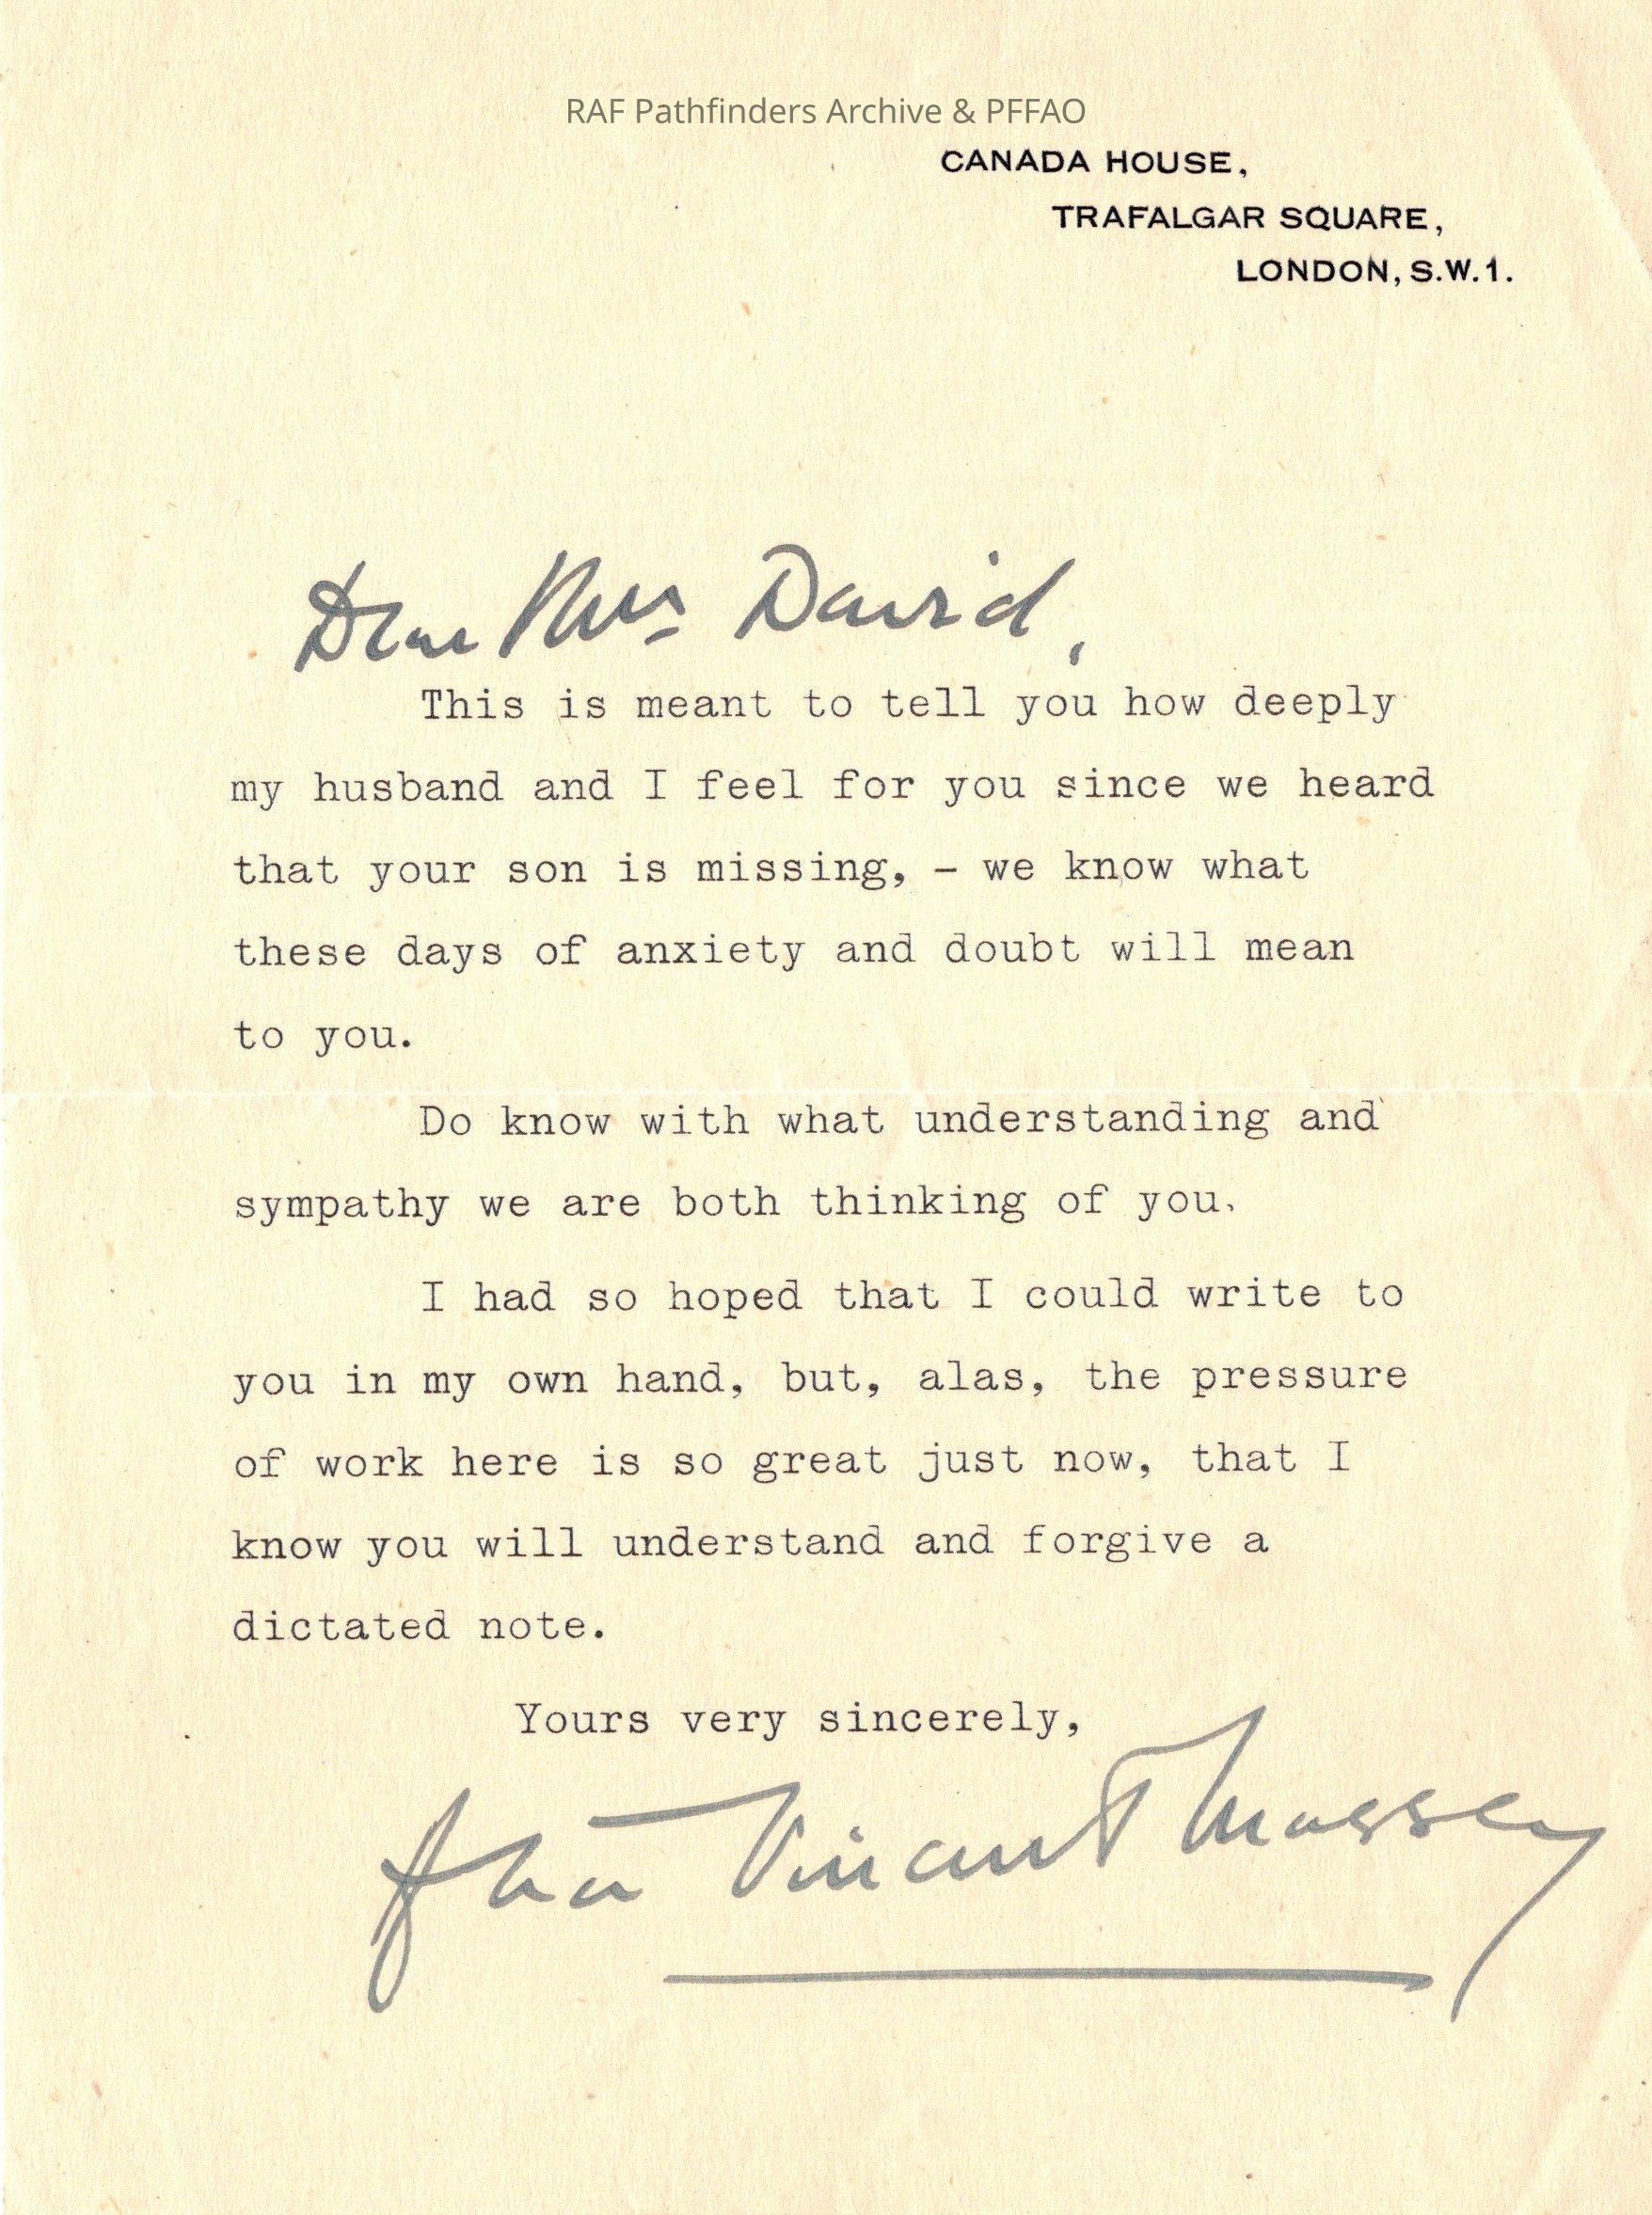 RAF Pathfinders Archive & PFFAO
CANADA HOUSE,
TRAFALGAR SQUARE,
LONDON, S.W.1.
Dear Mrs David,
This is meant to tell you how deeply
my husband and I feel for you since we heard
that your son is missing, - we know what
these days of anxiety and doubt will mean
to you.
Do know with what understanding and
sympathy we are both thinking of you.
I had so hoped that I could write to
you in my own hand, but, alas, the pressure
of work here is so great just now, that I
know you will understand and forgive a
dictated note.
Yours very sincerely,
Vincent Massey